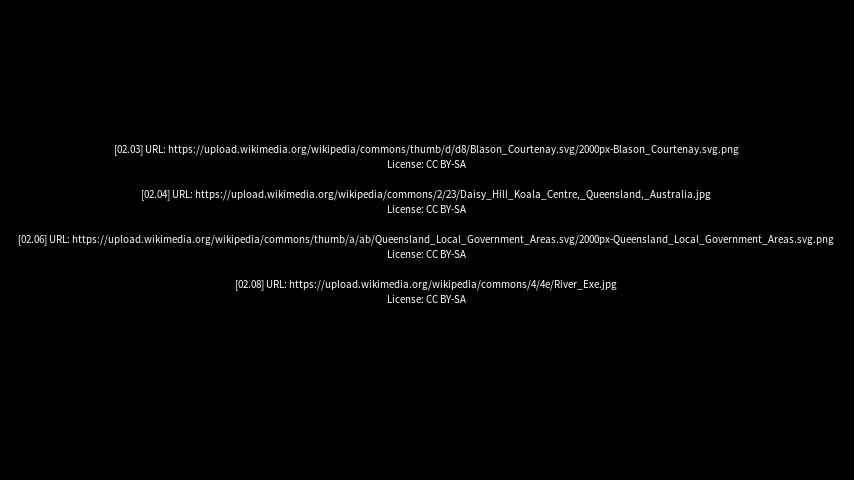 [02.03] URL: https://upload.wikimedia.org/wikipedia/commons/thumb/d/d8/Blason_Courtenay.svg/2000px-Blason_Courtenay.svg.png
License: CC BY-SA
[02.04] URL: https://upload.wikimedia.org/wikipedia/commons/2/23/Daisy_Hill_Koala_Centre,_Queensland,_Australia.jpg
License: CC BY-SA
[02.06] URL: https://upload.wikimedia.org/wikipedia/commons/thumb/a/ab/Queensland_Local_Government_Areas.svg/2000px-Queensland_Local_Government_Areas.svg.png
License: CC BY-SA
[02.08] URL: https://upload.wikimedia.org/wikipedia/commons/4/4e/River_Exe.jpg
License: CC BY-SA